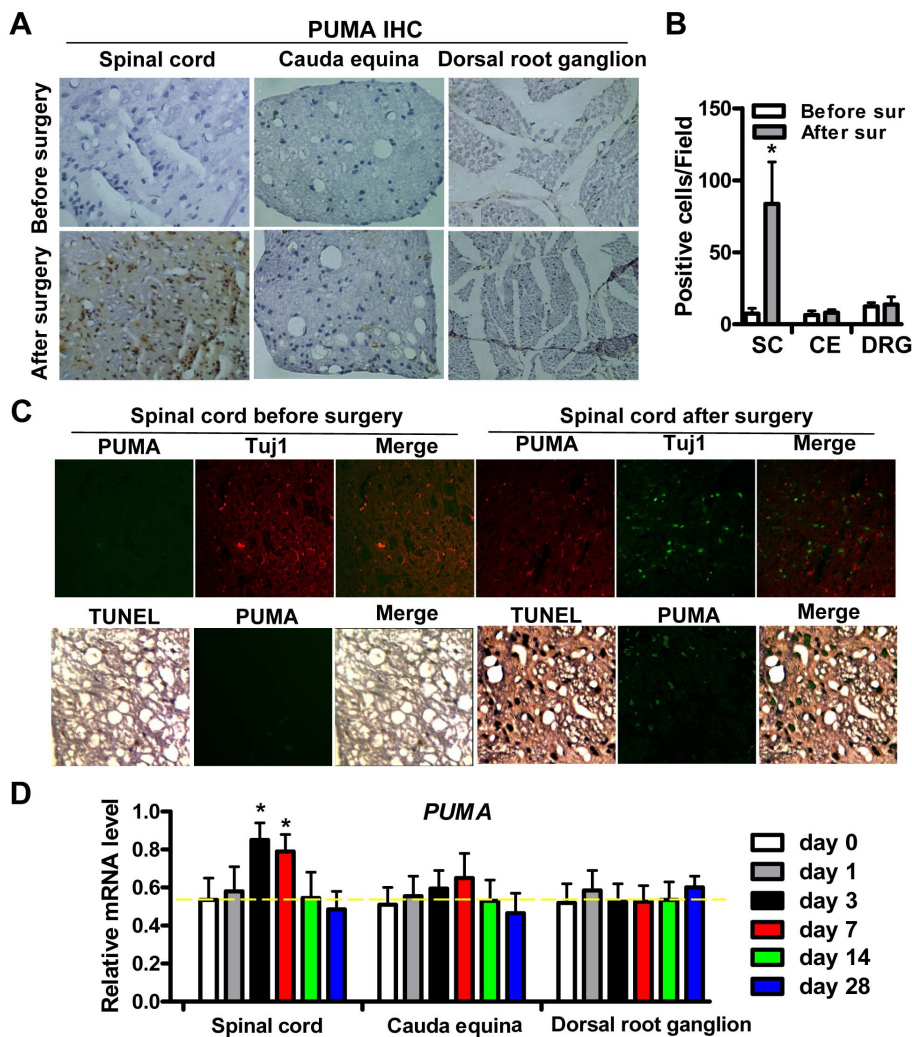 A
PUMA IHC
Spinal cord Cauda equina Dorsal root ganglion
Before surgery
After surgery
B
Positive cells/Field
150
100
50
0
Before sur
After sur
*
SC CE DRG
C
Spinal cord before surgery Spinal cord after surgery
PUMA Tuj1 Merge PUMA Tuj1 Merge
TUNEL PUMA Merge TUNEL PUMA Merge
D
PUMA
Relative mRNA level
1.0
0.8
0.6
0.4
0.2
0.0
* *
Spinal cord Cauda equina Dorsal root ganglion
day 0
day 1
day 3
day 7
day 14
day 28